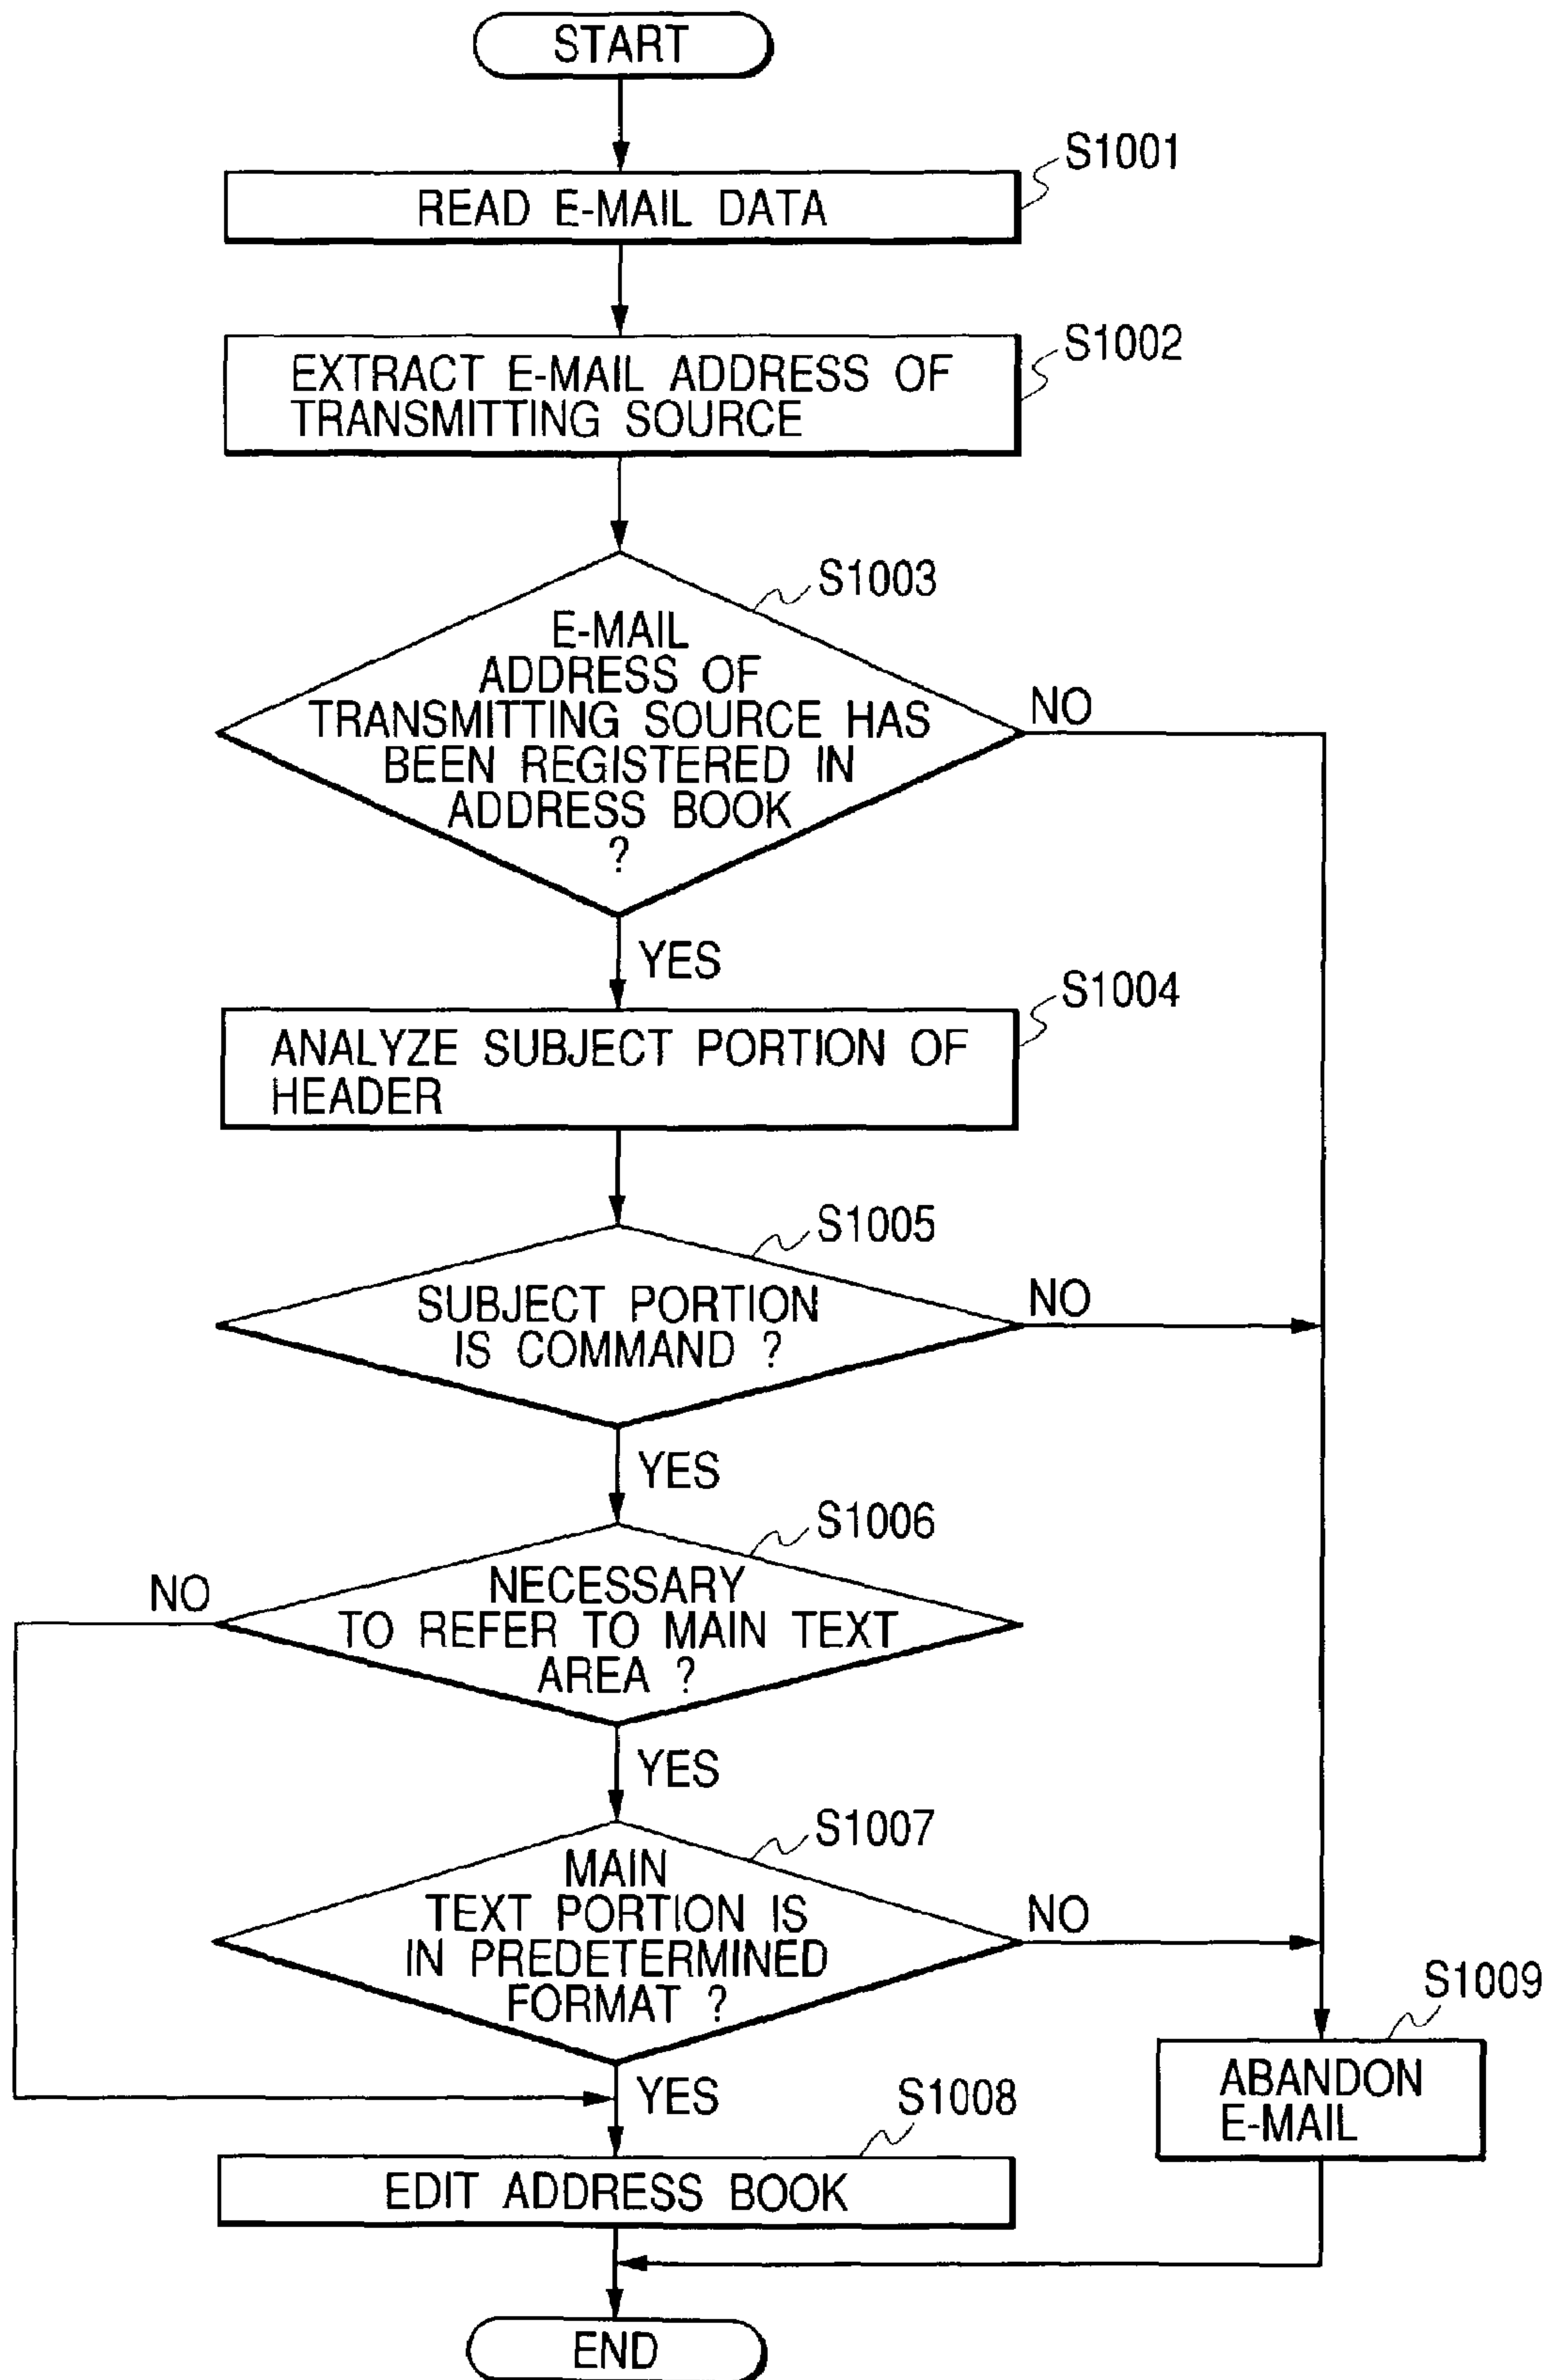 START
S1001
READ E-MAIL DATA
S1002
EXTRACT E-MAIL ADDRESS OF
TRANSMITTING SOURCE
S1003
E-MAIL
ADDRESS OF
TRANSMITTING SOURCE HAS
BEEN REGISTERED IN
ADDRESS BOOK
?
NO
YES
S1004
ANALYZE SUBJECT PORTION OF
HEADER
S1005
SUBJECT PORTION
IS COMMAND ?
NO
YES
S1006
NECESSARY
TO REFER TO MAIN TEXT
AREA ?
NO
YES
S1007
MAIN
TEXT PORTION IS
IN PREDETERMINED
FORMAT ?
NO
YES
S1009
ABANDON
E-MAIL
S1008
EDIT ADDRESS BOOK
END